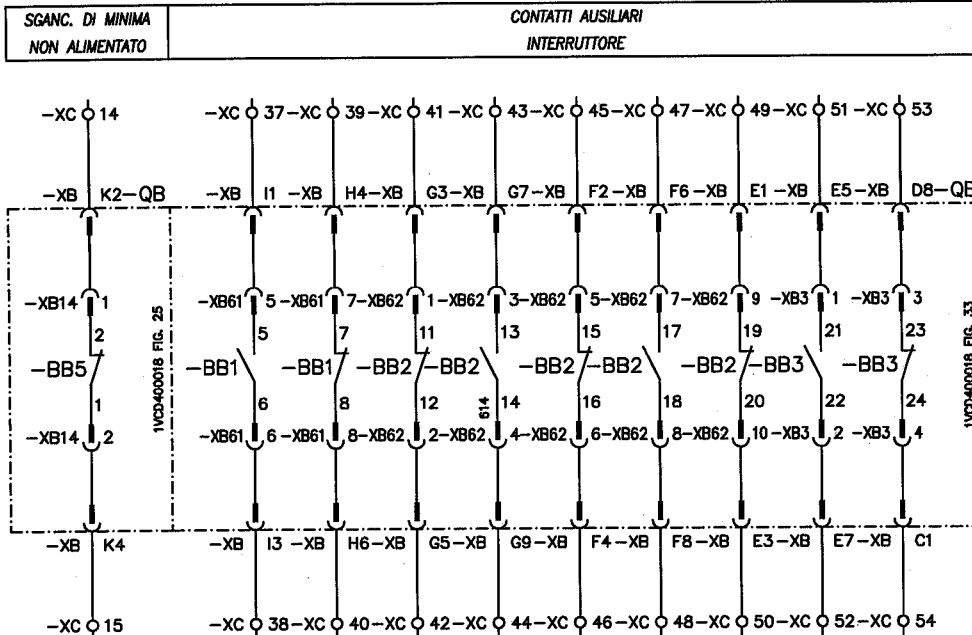 SGANC. DI MINIMA
NON ALIMENTATO
CONTATTI AUSILIARI
INTERRUTTORE
-XC 14 -XC 37 -XC 39 -XC 41 -XC 43 -XC 45 -XC 47 -XC 49 -XC 51 -XC 53
-XB K2 -QB -XB I1 -XB H4 -XB G3 -XB G7 -XB F2 -XB F6 -XB E1 -XB E5 -XB D8 -QB
-XB14 1 -XB61 5 -XB61 7 -XB62 1 -XB62 3 -XB62 5 -XB62 7 -XB62 9 -XB3 1 -XB3 3
2 5 7 11 13 15 17 19 21 23
-BB5 -BB1 -BB1 -BB2 -BB2 -BB2 -BB2 -BB2 -BB3 -BB3
1VCD400018 FIG. 25
1VCD400018 FIG. 33
1 6 8 12 614 14 16 18 20 22 24
-XB14 2 -XB61 6 -XB61 8 -XB62 2 -XB62 4 -XB62 6 -XB62 8 -XB62 10 -XB3 2 -XB3 4
-XB K4 -XB I3 -XB H6 -XB G5 -XB G9 -XB F4 -XB F8 -XB E3 -XB E7 -XB C1
-XC 15 -XC 38 -XC 40 -XC 42 -XC 44 -XC 46 -XC 48 -XC 50 -XC 52 -XC 54